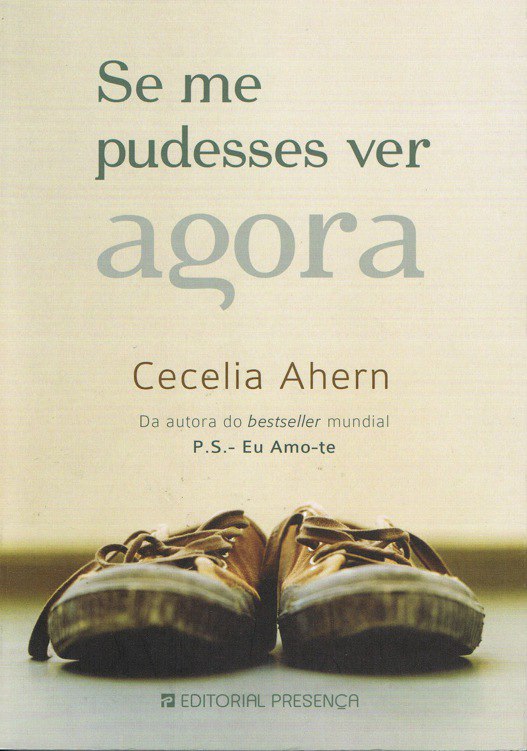 Se me
pudesses ver
agora
Cecelia Ahern
Da autora do bestseller mundial
P.S.- Eu Amo-te
EDITORIAL PRESENÇA